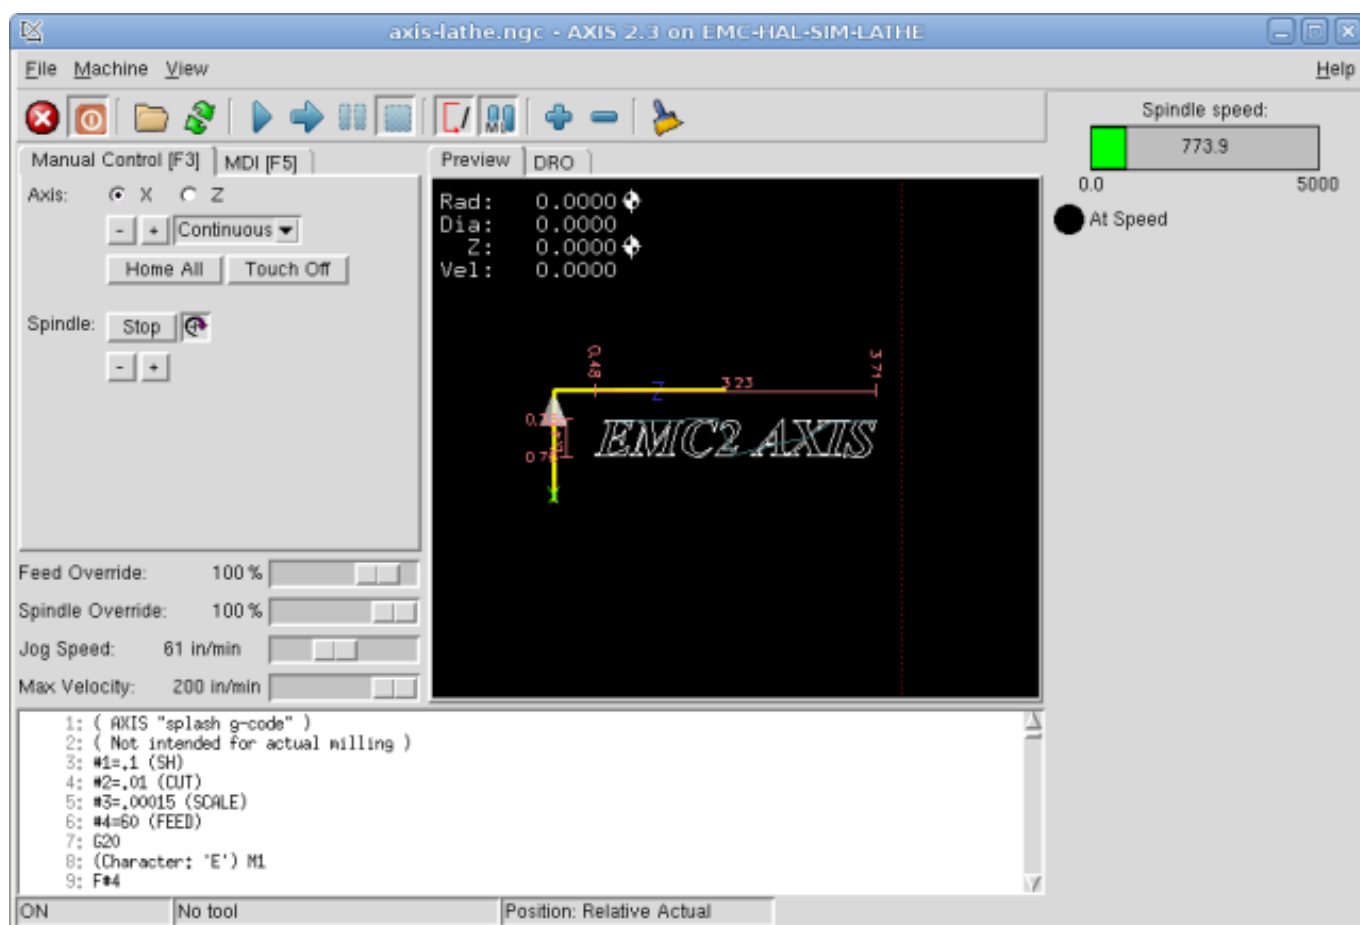 axis-lathe.ngc - AXIS 2.3 on EMC-HAL-SIM-LATHE
File Machine View Help
Manual Control [F3] MDI [F5]
Axis: X Z
- + Continuous
Home All Touch Off
Spindle: Stop
- +
Feed Override: 100 %
Spindle Override: 100 %
Jog Speed: 61 in/min
Max Velocity: 200 in/min
Preview DRO
Rad: 0.0000
Dia: 0.0000
Z: 0.0000
Vel: 0.0000
0.48 3.71
Z 3.23
EMC2 AXIS
X
Spindle speed:
773.9
0.0 5000
At Speed
1: ( AXIS "splash g-code" )
2: ( Not intended for actual milling )
3: #1=.1 (SH)
4: #2=.01 (CUT)
5: #3=.00015 (SCALE)
6: #4=60 (FEED)
7: G20
8: (Character: 'E') M1
9: F#4
ON No tool Position: Relative Actual